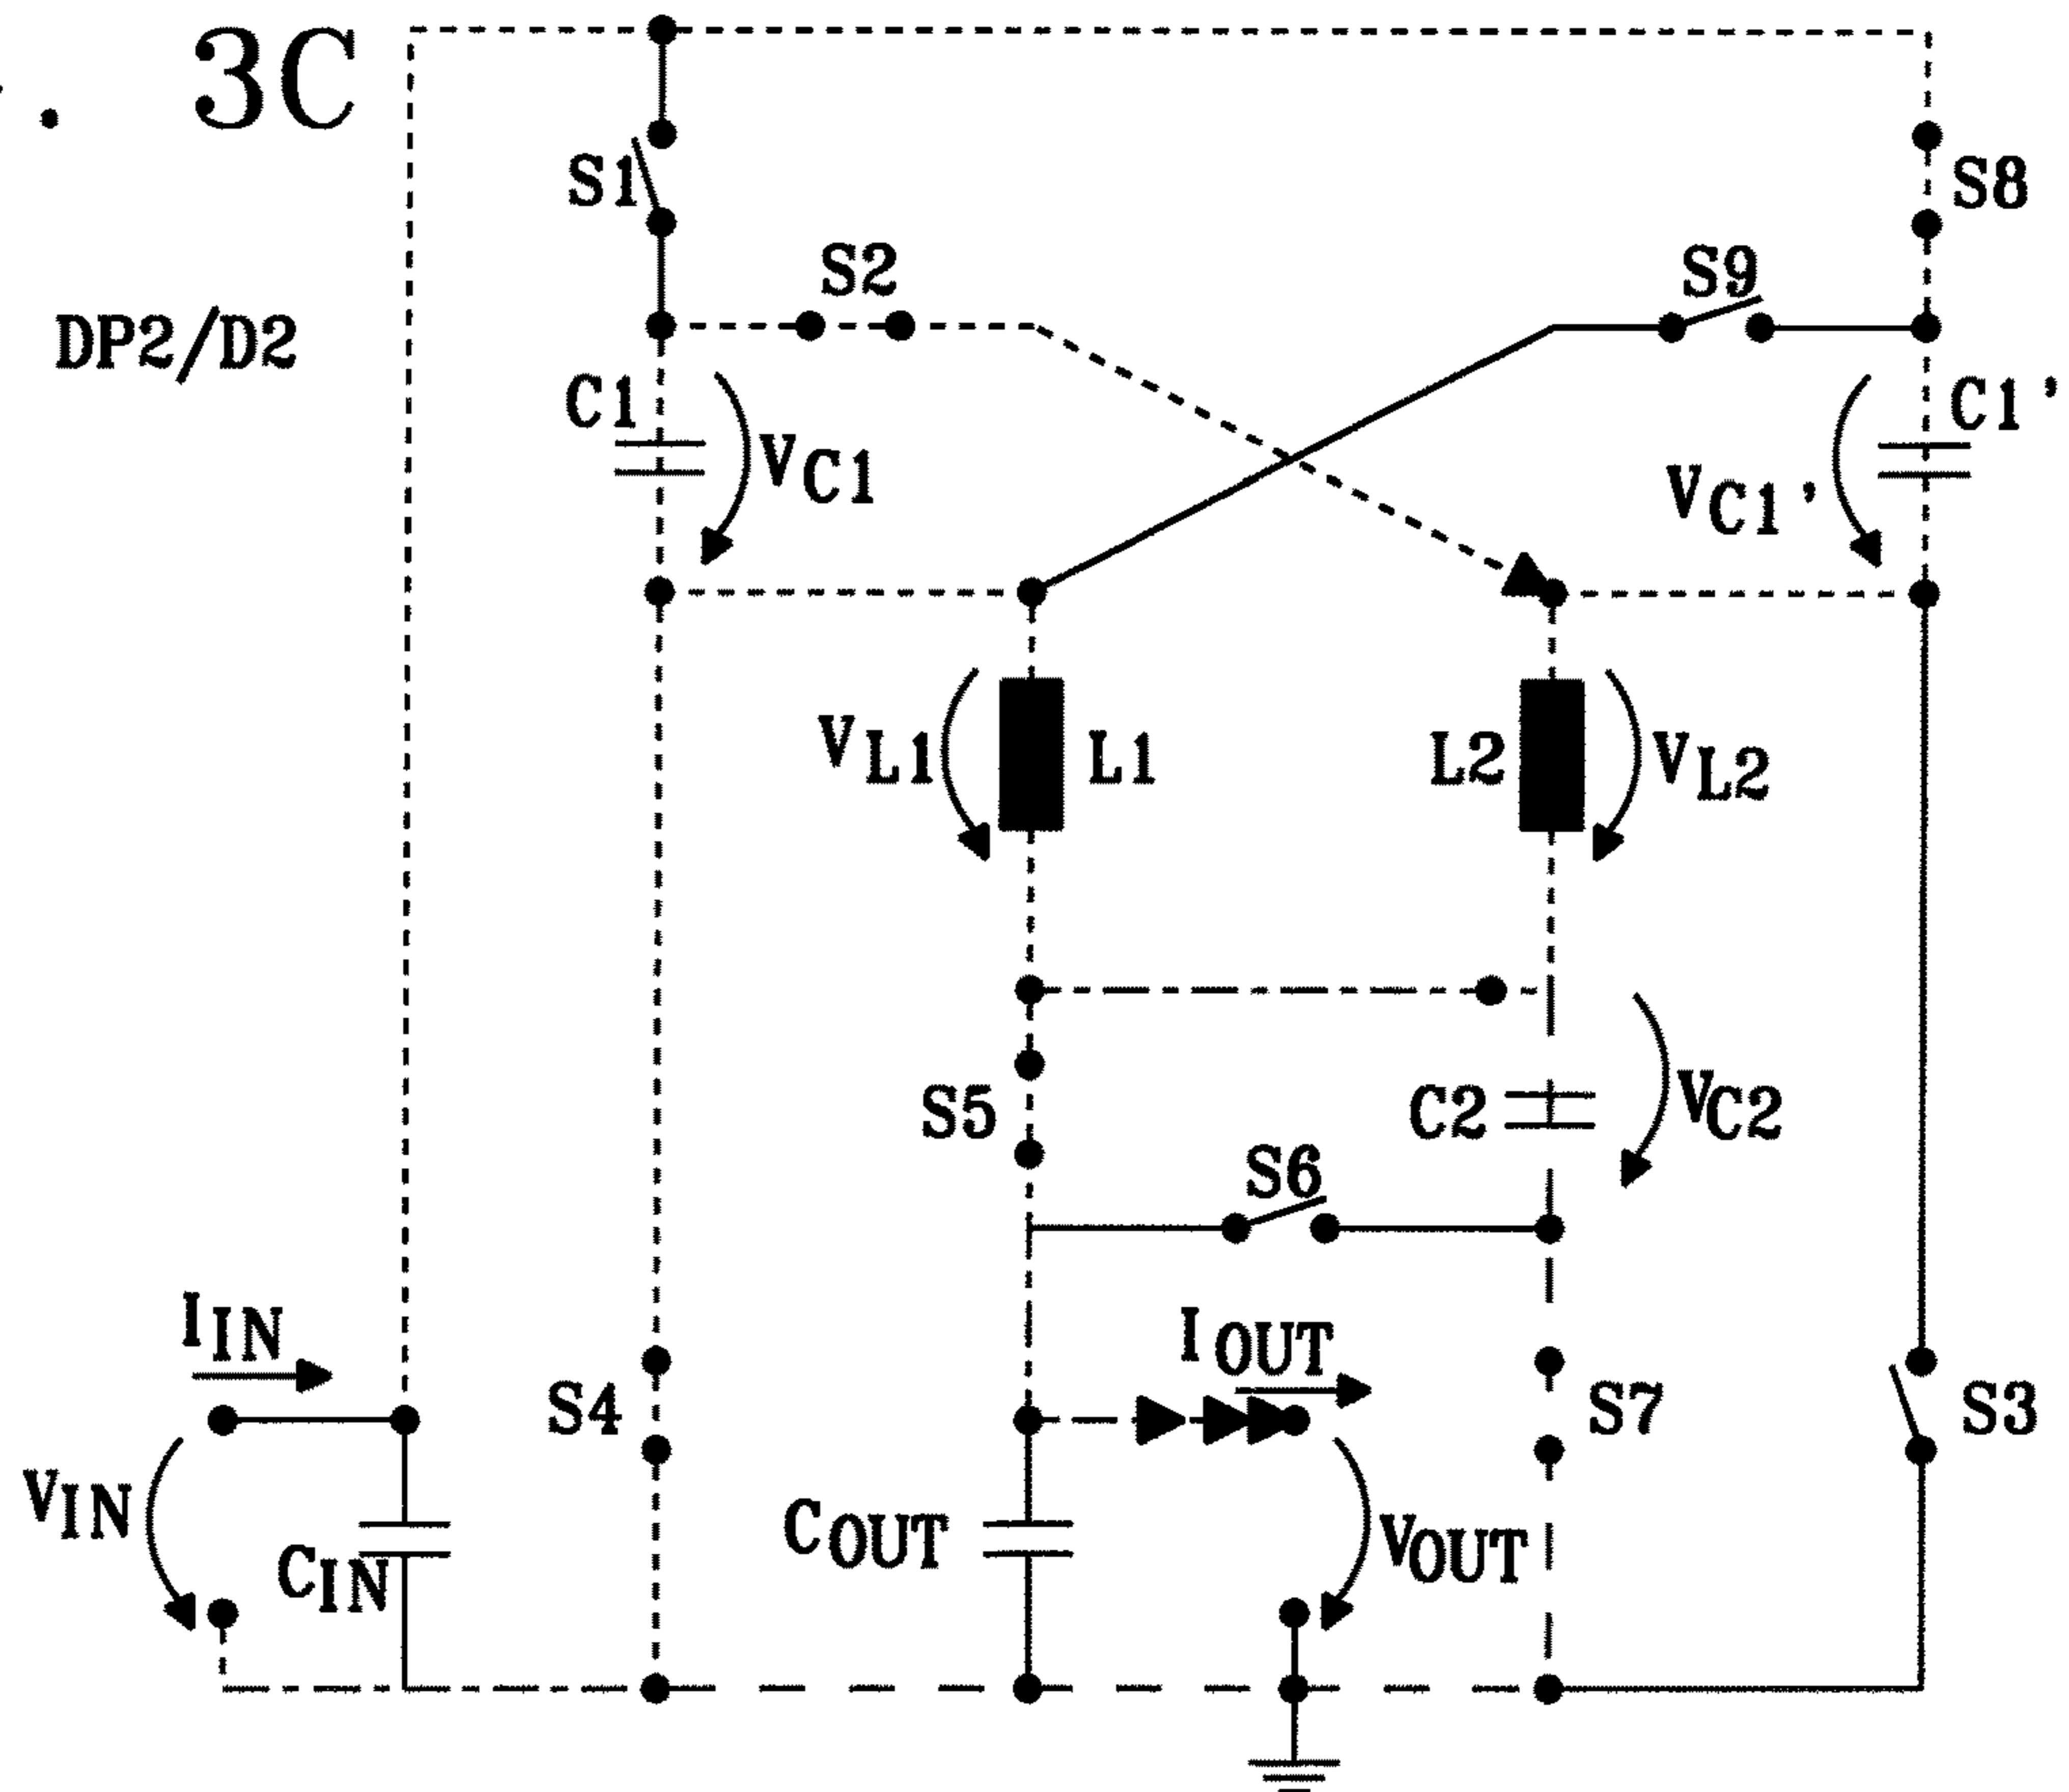 . 3C
S1
S8
S2
S9
DP2/D2
C1
C1'
VC1
VC1'
VL1
L1
L2
VL2
S5
C2
VC2
S6
IIN
IOUT
S4
S7
S3
VIN
CIN
COUT
VOUT